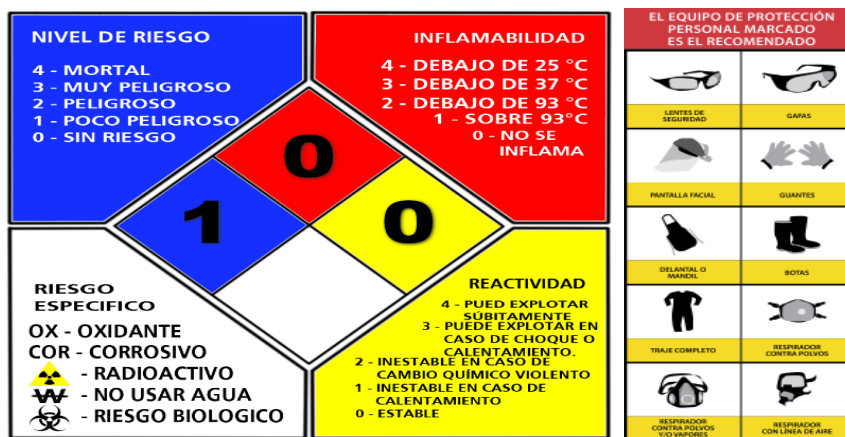 NIVEL DE RIESGO
4 - MORTAL
3 - MUY PELIGROSO
2 - PELIGROSO
1 - POCO PELIGROSO
0 - SIN RIESGO
INFLAMABILIDAD
4 - DEBAJO DE 25 °C
3 - DEBAJO DE 37 °C
2 - DEBAJO DE 93 °C
1 - SOBRE 93°C
0 - NO SE
INFLAMA
0
1
0
RIESGO
ESPECIFICO
OX - OXIDANTE
COR - CORROSIVO
- RADIOACTIVO
W - NO USAR AGUA
- RIESGO BIOLOGICO
REACTIVIDAD
4 - PUED EXPLOTAR
SÚBITAMENTE
3 - PUEDE EXPLOTAR EN
CASO DE CHOQUE O
CALENTAMIENTO.
2 - INESTABLE EN CASO DE
CAMBIO QUÍMICO VIOLENTO
1 - INESTABLE EN CASO DE
CALENTAMIENTO
0 - ESTABLE
EL EQUIPO DE PROTECCIÓN
PERSONAL MARCADO
ES EL RECOMENDADO
LENTES DE
SEGURIDAD
GAFAS
PANTALLA FACIAL
GUANTES
DELANTAL O
MANDIL
BOTAS
TRAJE COMPLETO
RESPIRADOR
CONTRA POLVOS
RESPIRADOR
CONTRA POLVOS
Y/O VAPORES
RESPIRADOR
CON LÍNEA DE AIRE